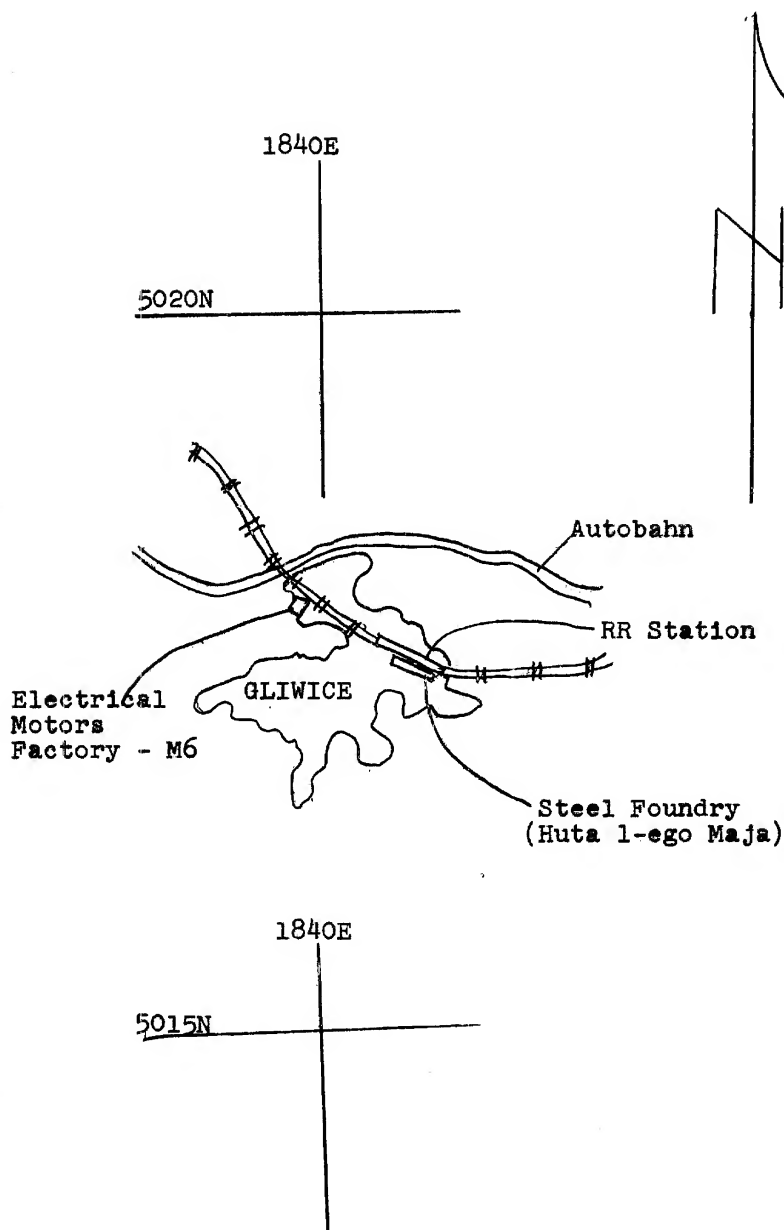 1840E
5020N
Autobahn
RR Station
GLIWICE
Electrical
Motors
Factory - M6
Steel Foundry
(Huta 1-ego Maja)
1840E
5015N